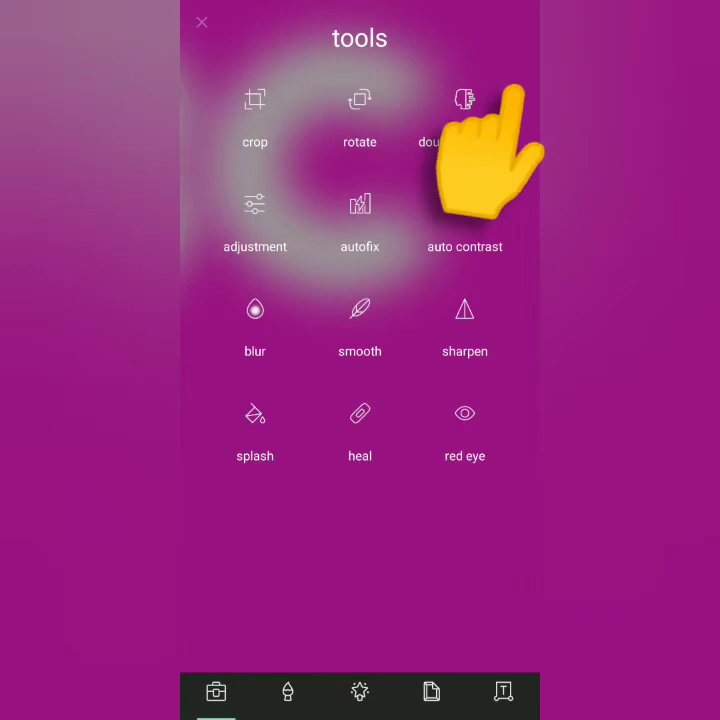 tools
crop rotate
adjustment autofix auto contrast
blur smooth sharpen
splash heal red eye
T